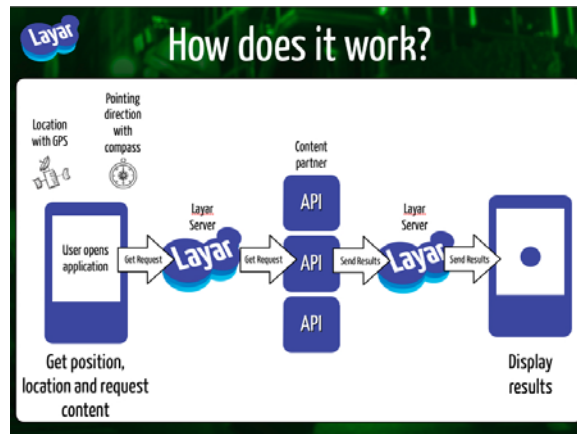 Layar
How does it work?
Location
with GPS
Pointing
direction
with
compass
Content
partner
API
Layar
Server
Layar
Server
User opens
application
Get Request
Layar
Get Request
API
Send Results
Layar
Send Results
API
Get position,
location and request
content
Display
results